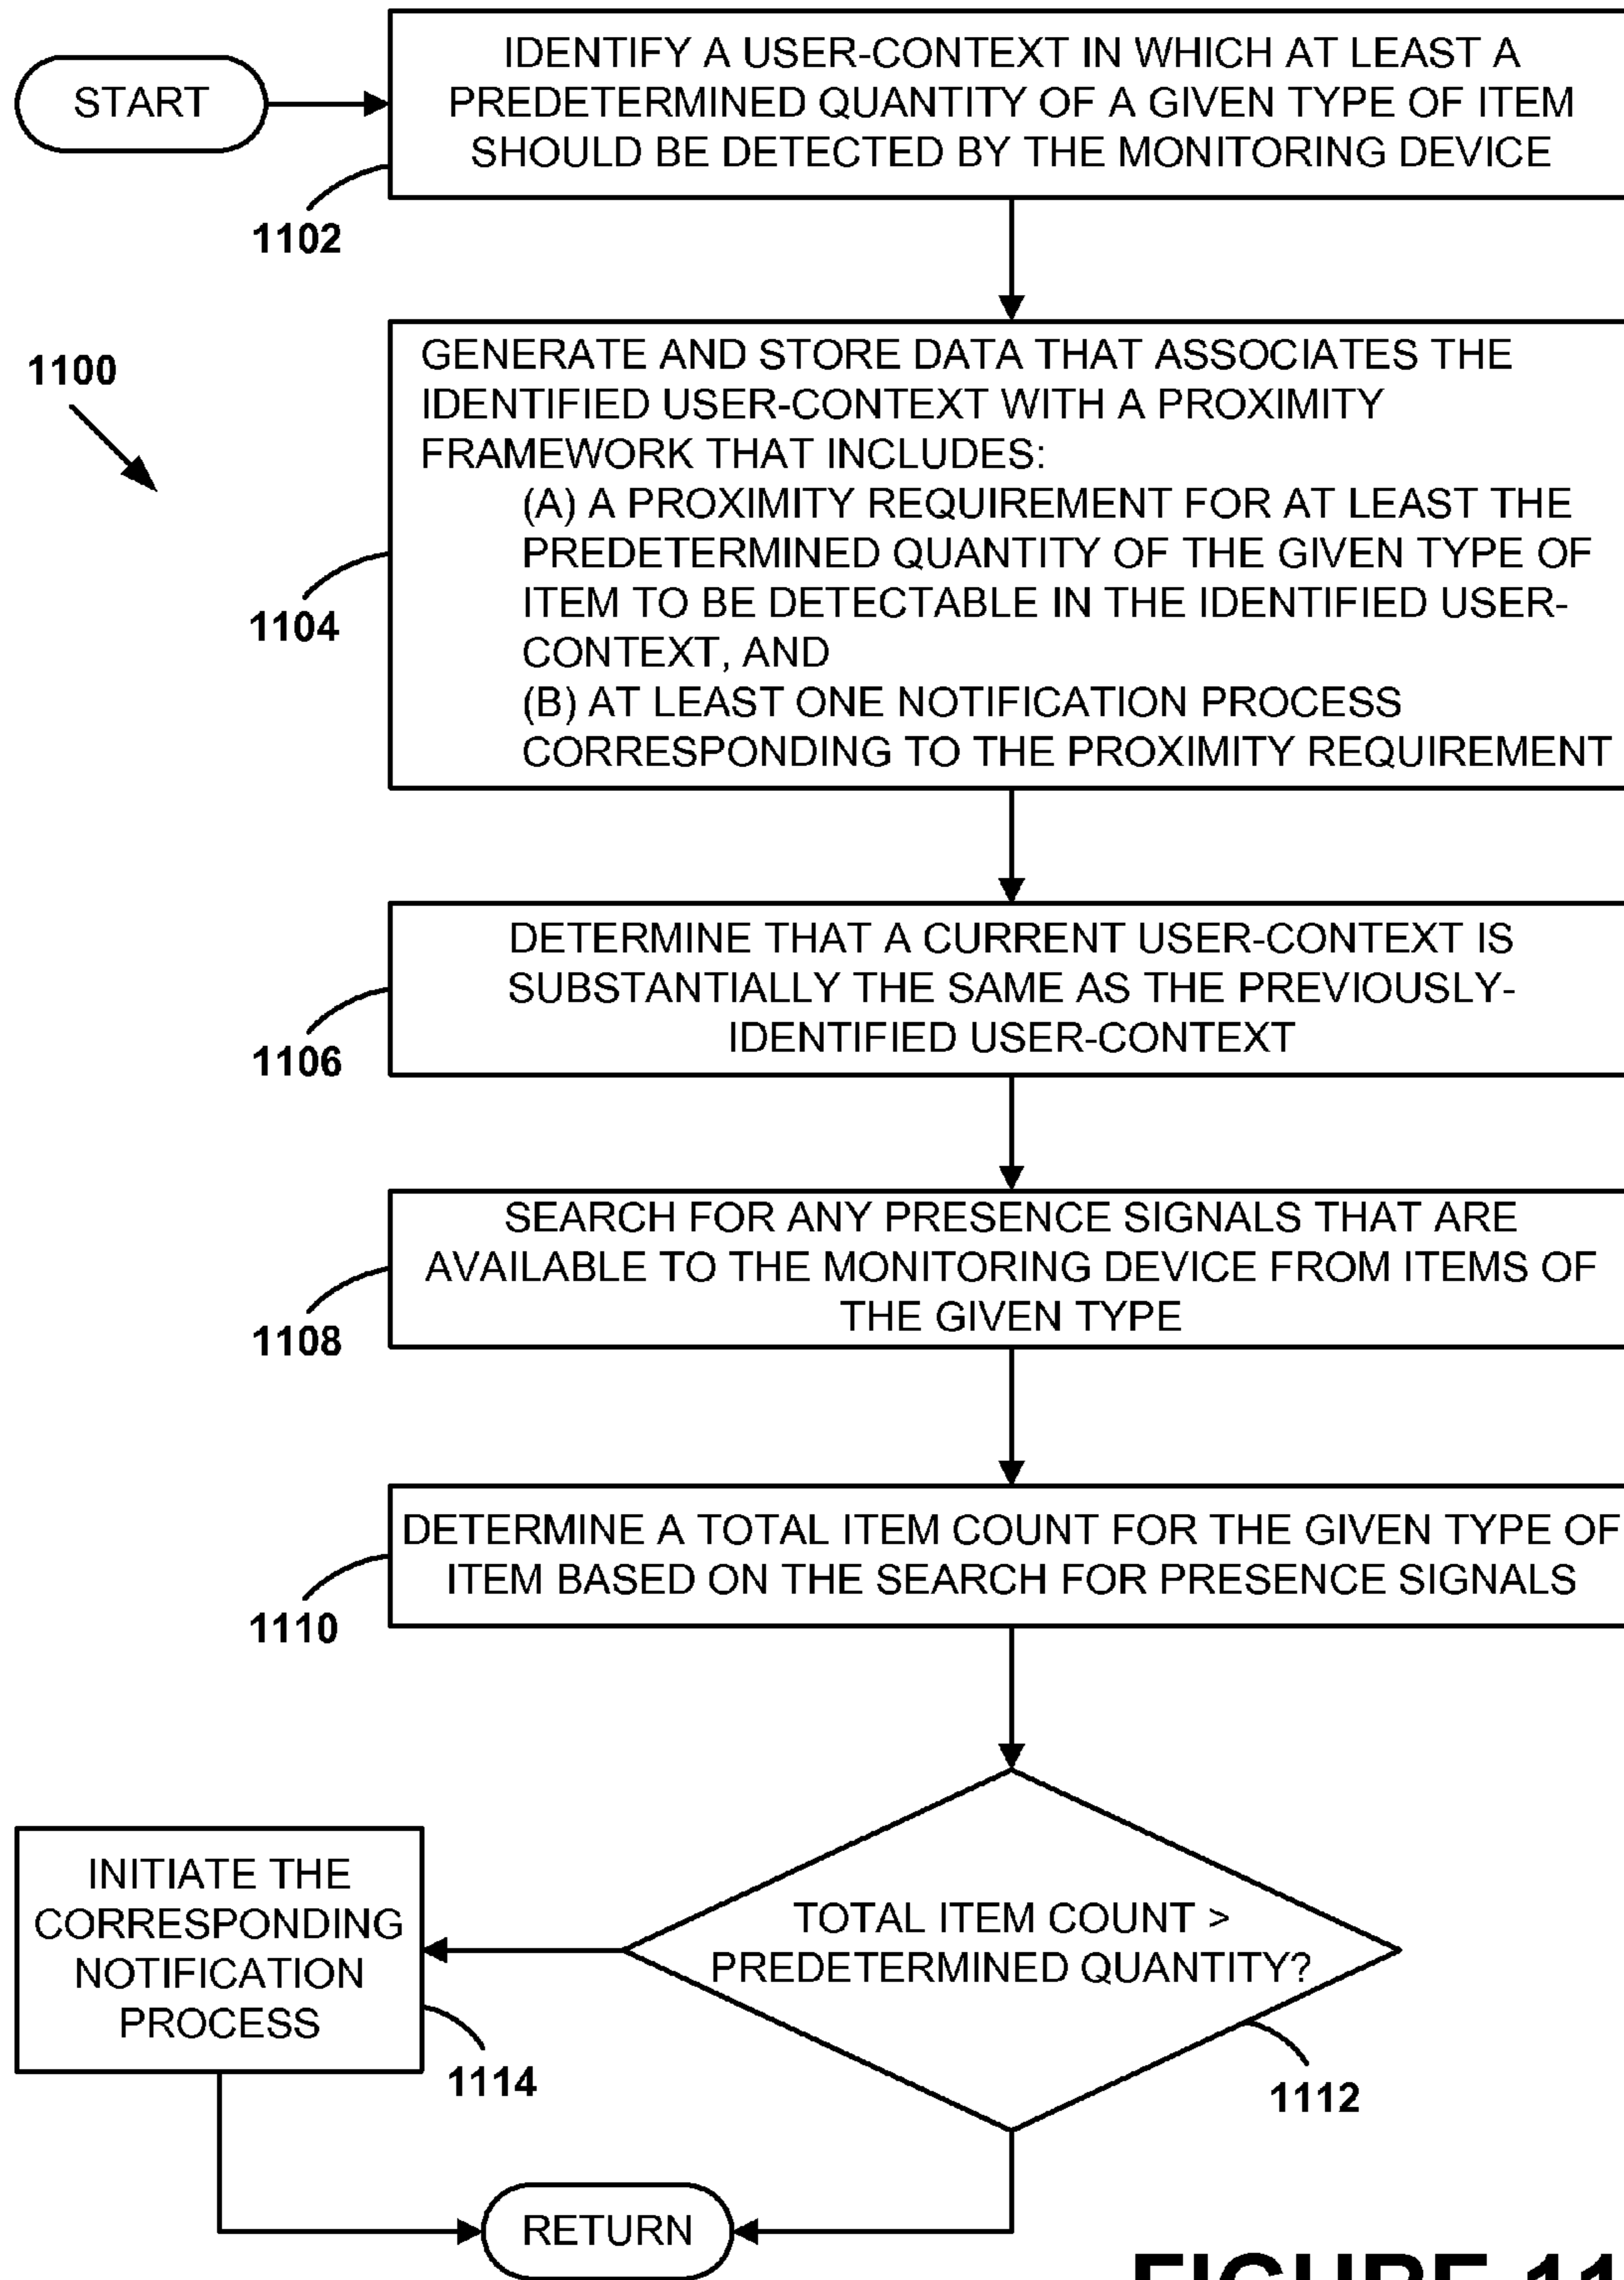 START
IDENTIFY A USER-CONTEXT IN WHICH AT LEAST A
PREDETERMINED QUANTITY OF A GIVEN TYPE OF ITEM
SHOULD BE DETECTED BY THE MONITORING DEVICE
1102
1100
GENERATE AND STORE DATA THAT ASSOCIATES THE
IDENTIFIED USER-CONTEXT WITH A PROXIMITY
FRAMEWORK THAT INCLUDES:
(A) A PROXIMITY REQUIREMENT FOR AT LEAST THE
PREDETERMINED QUANTITY OF THE GIVEN TYPE OF
ITEM TO BE DETECTABLE IN THE IDENTIFIED USER-
CONTEXT, AND
(B) AT LEAST ONE NOTIFICATION PROCESS
CORRESPONDING TO THE PROXIMITY REQUIREMENT
1104
DETERMINE THAT A CURRENT USER-CONTEXT IS
SUBSTANTIALLY THE SAME AS THE PREVIOUSLY-
IDENTIFIED USER-CONTEXT
1106
SEARCH FOR ANY PRESENCE SIGNALS THAT ARE
AVAILABLE TO THE MONITORING DEVICE FROM ITEMS OF
THE GIVEN TYPE
1108
DETERMINE A TOTAL ITEM COUNT FOR THE GIVEN TYPE OF
ITEM BASED ON THE SEARCH FOR PRESENCE SIGNALS
1110
TOTAL ITEM COUNT >
PREDETERMINED QUANTITY?
1112
INITIATE THE
CORRESPONDING
NOTIFICATION
PROCESS
1114
RETURN
FIGURE 11